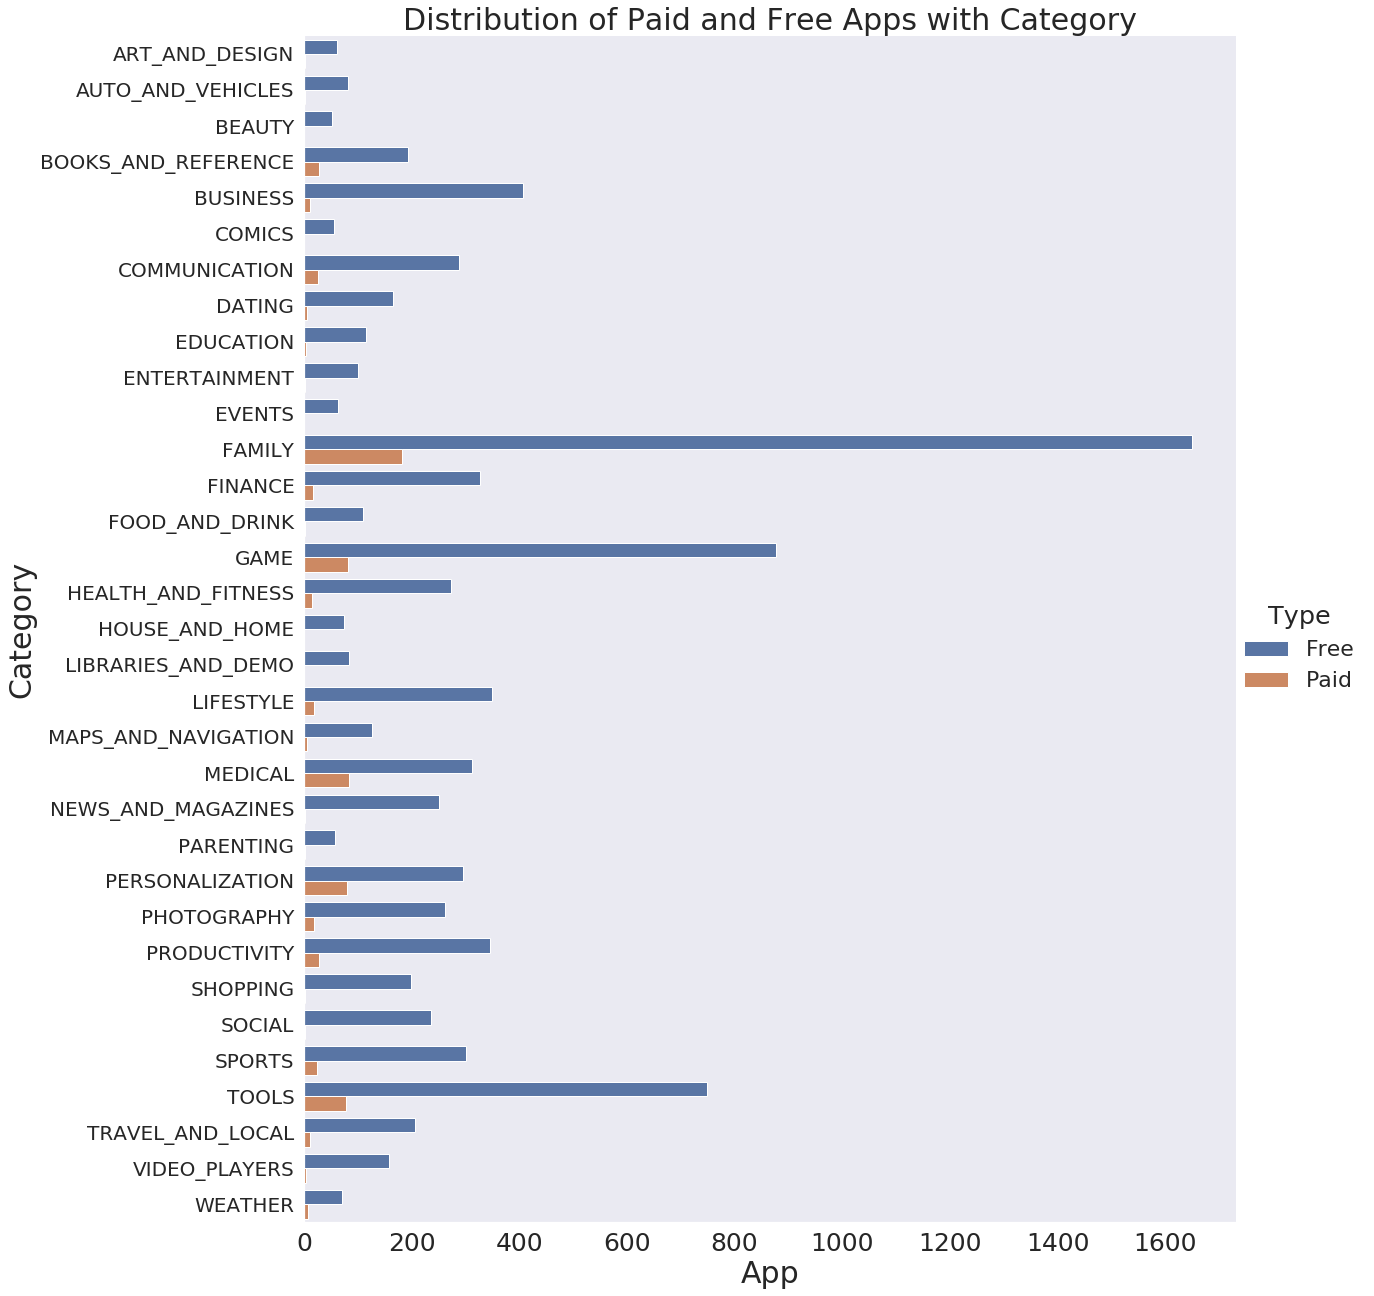 Distribution of Paid and Free Apps with Category
ART_AND_DESIGN
AUTO_AND_VEHICLES
BEAUTY
BOOKS_AND_REFERENCE
BUSINESS
COMICS
COMMUNICATION
DATING
EDUCATION
ENTERTAINMENT
EVENTS
FAMILY
FINANCE
FOOD_AND_DRINK
GAME
HEALTH_AND_FITNESS
HOUSE_AND_HOME
LIBRARIES_AND_DEMO
LIFESTYLE
MAPS_AND_NAVIGATION
MEDICAL
NEWS_AND_MAGAZINES
PARENTING
PERSONALIZATION
PHOTOGRAPHY
PRODUCTIVITY
SHOPPING
SOCIAL
SPORTS
TOOLS
TRAVEL_AND_LOCAL
VIDEO_PLAYERS
WEATHER
Category
0 200 400 600 800 1000 1200 1400 1600
App
Type
Free
Paid